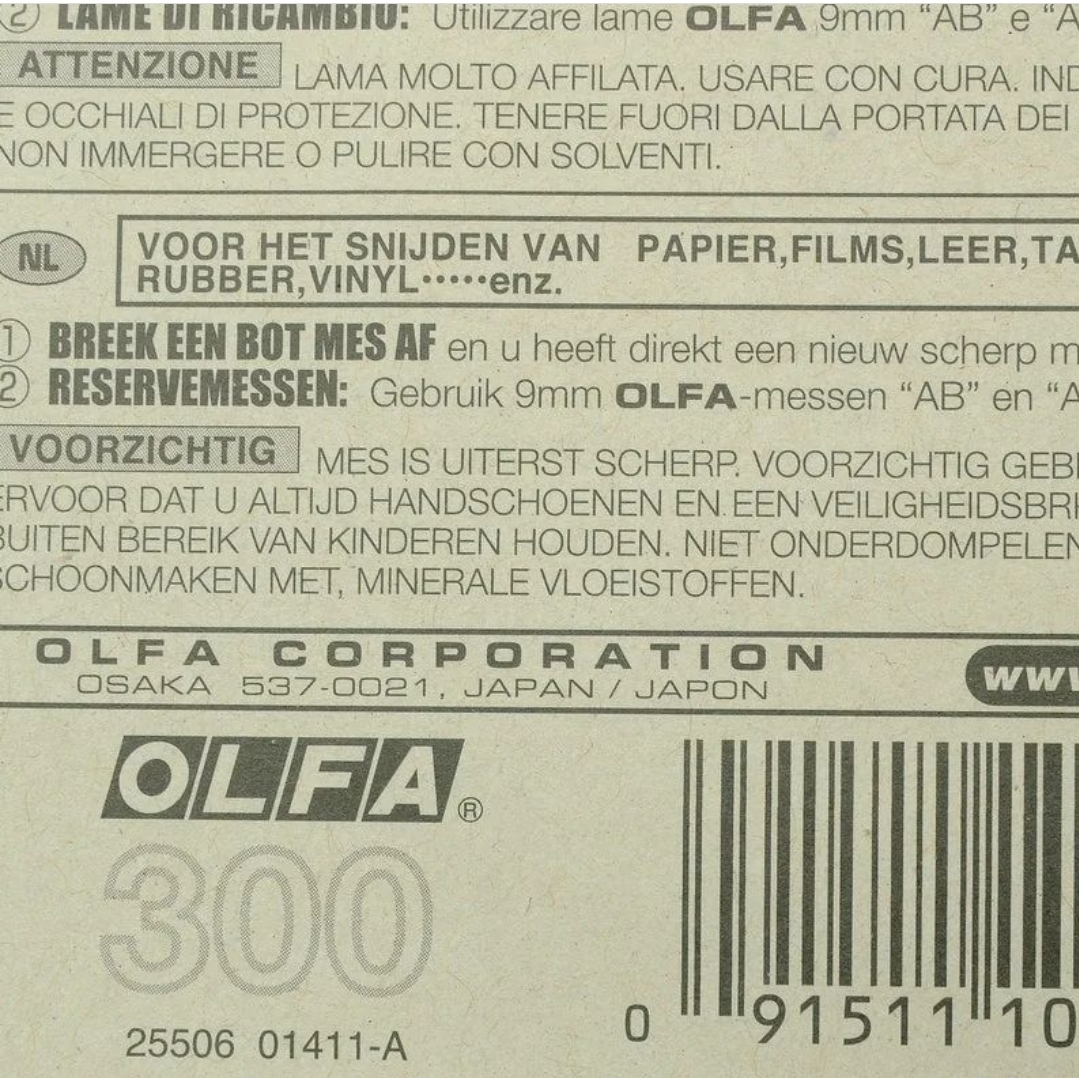 ② LAME DI RICAMBIO: Utilizzare lame OLFA 9mm “AB” e “A
ATTENZIONE LAMA MOLTO AFFILATA. USARE CON CURA. IND
E OCCHIALI DI PROTEZIONE. TENERE FUORI DALLA PORTATA DEI
NON IMMERGERE O PULIRE CON SOLVENTI.
NL VOOR HET SNIJDEN VAN PAPIER,FILMS,LEER,TA
RUBBER,VINYL·····enz.
① BREEK EEN BOT MES AF en u heeft direkt een nieuw scherp m
② RESERVEMESSEN: Gebruik 9mm OLFA-messen “AB” en “A
VOORZICHTIG MES IS UITERST SCHERP. VOORZICHTIG GEB
ERVOOR DAT U ALTIJD HANDSCHOENEN EN EEN VEILIGHEIDSBRI
BUITEN BEREIK VAN KINDEREN HOUDEN. NIET ONDERDOMPELEN
SCHOONMAKEN MET, MINERALE VLOEISTOFFEN.
OLFA CORPORATION
OSAKA 537-0021, JAPAN / JAPON
www
OLFA®
300
25506 01411-A
0 91511 10